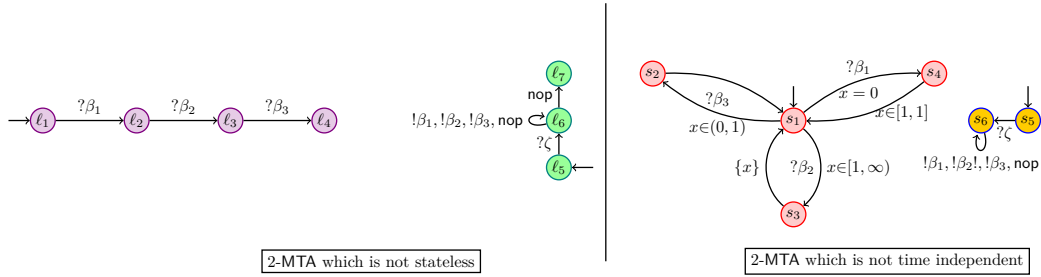 ℓ₁ ?β₁ ℓ₂ ?β₂ ℓ₃ ?β₃ ℓ₄
ℓ₇
nop
!β₁, !β₂, !β₃, nop ℓ₆
?ζ
ℓ₅
2-MTA which is not stateless
s₂ ?β₁ s₄
?β₃ x = 0
x∈(0, 1) s₁ x∈[1, 1]
{x} ?β₂ x∈[1, ∞)
s₃
s₆ ?ζ s₅
!β₁, !β₂!, !β₃, nop
2-MTA which is not time independent